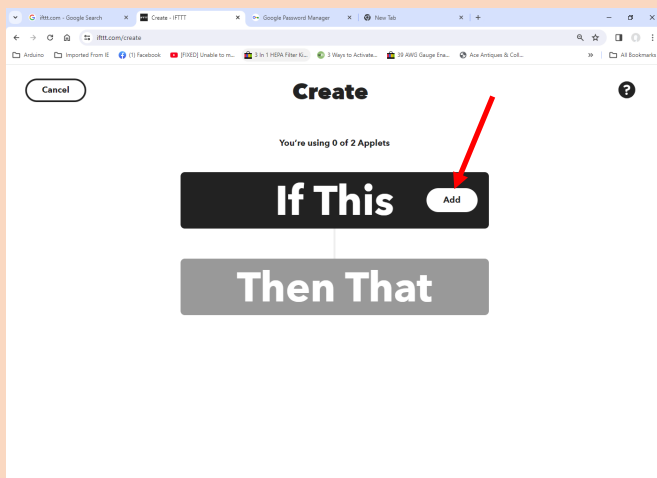 ifttt.com - Google Search
Create - IFTTT
Google Password Manager
New Tab
ifttt.com/create
Arduino
Imported From IE
(1) Facebook
[FIXED] Unable to m...
3 In 1 HEPA Filter Ki...
3 Ways to Activate...
39 AWG Gauge Ena...
Ace Antiques & Coll...
All Bookmarks
Cancel
Create
?
You're using 0 of 2 Applets
If This
Add
Then That